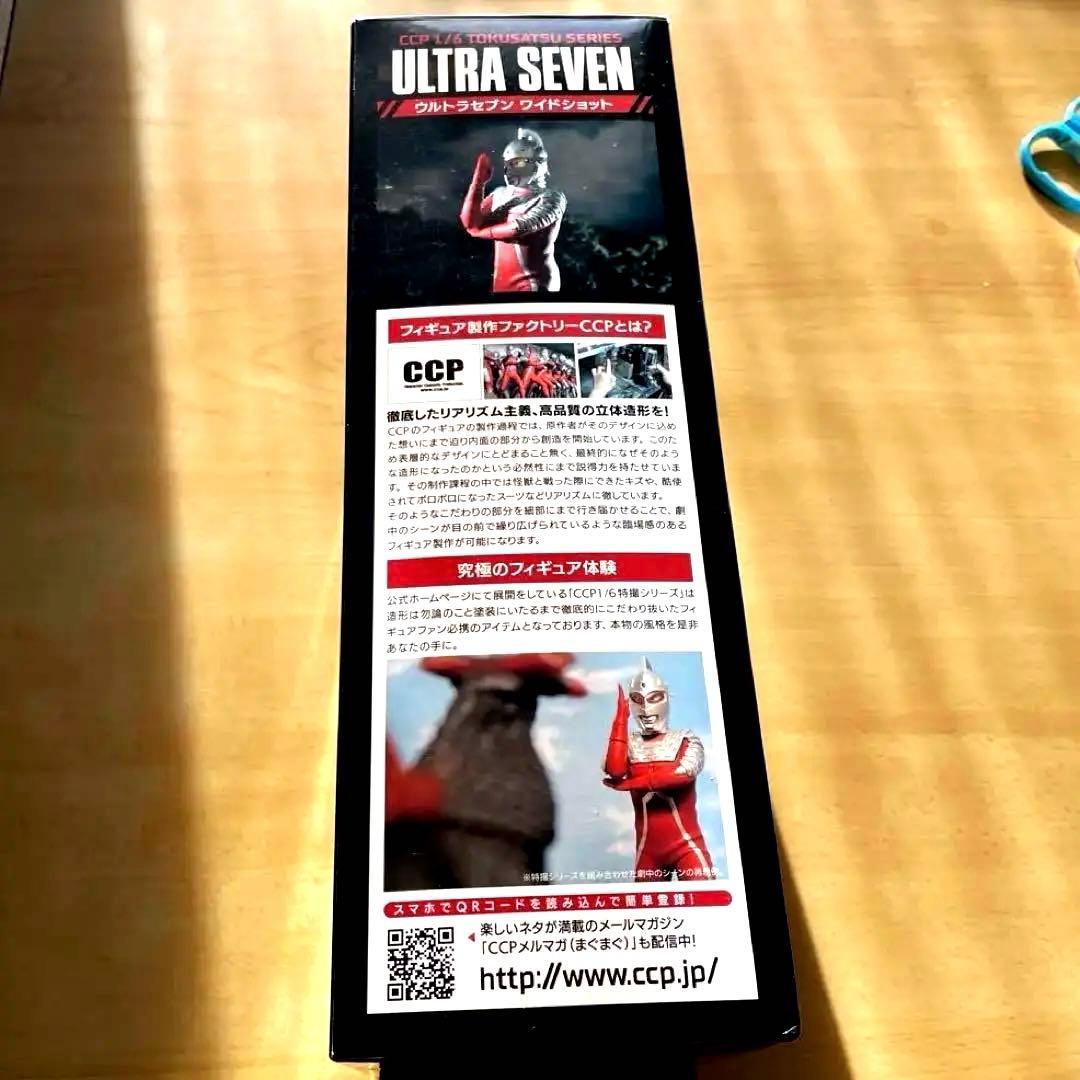 CCP 1/6 TOKUSATSU SERIES
ULTRA SEVEN
ウルトラセブン ワイドショット
フィギュア製作ファクトリーCCPとは?
CCP
徹底したリアリズム主義、高品質の立体造形を!
CCPのフィギュアの製作過程では、原作者がそのデザインに込め
た想いにまで迫り内面の部分から創造を開始しています。このた
め表層的なデザインにとどまること無く、最終的になぜそのよう
な造形になったのかという必然性にまで説得力を持たせていま
す。その制作課程の中では怪獣と戦った際にできたキズや、酷使
されてボロボロになったスーツなどリアリズムに徹しています。
そのようなこだわりの部分を細部にまで行き届かせることで、劇
中のシーンが目の前で繰り広げられているような臨場感のある
フィギュア製作が可能になります。
究極のフィギュア体験
公式ホームページにて展開をしている「CCP1/6特撮シリーズ」は
造形は勿論のこと塗装にいたるまで徹底的にこだわり抜いたフィ
ギュアファン必携のアイテムとなっております、本物の風格を是非
あなたの手に。
※特撮シリーズを組み合わせた劇中のシーンの再現例。
スマホでQRコードを読み込んで簡単登録!
楽しいネタが満載のメールマガジン
「CCPメルマガ(まぐまぐ)」も配信中!
http://www.ccp.jp/